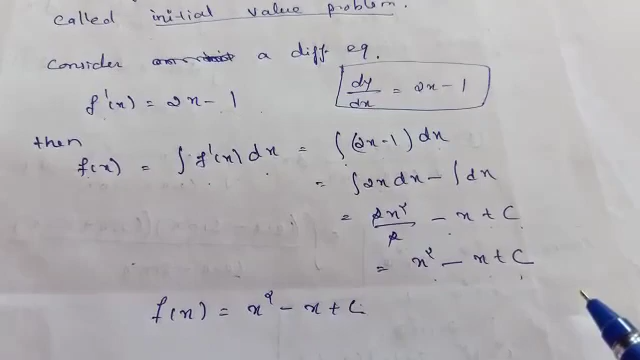 called initial value problem.
Consider a diff eq.
f'(x) = 2x - 1
dy/dx = 2x - 1
then
f(x) = ∫ f'(x) dx = ∫ (2x-1) dx
= ∫ 2x dx - ∫ dx
= 2x²/2 - x + C
= x² - x + C
f(x) = x² - x + C